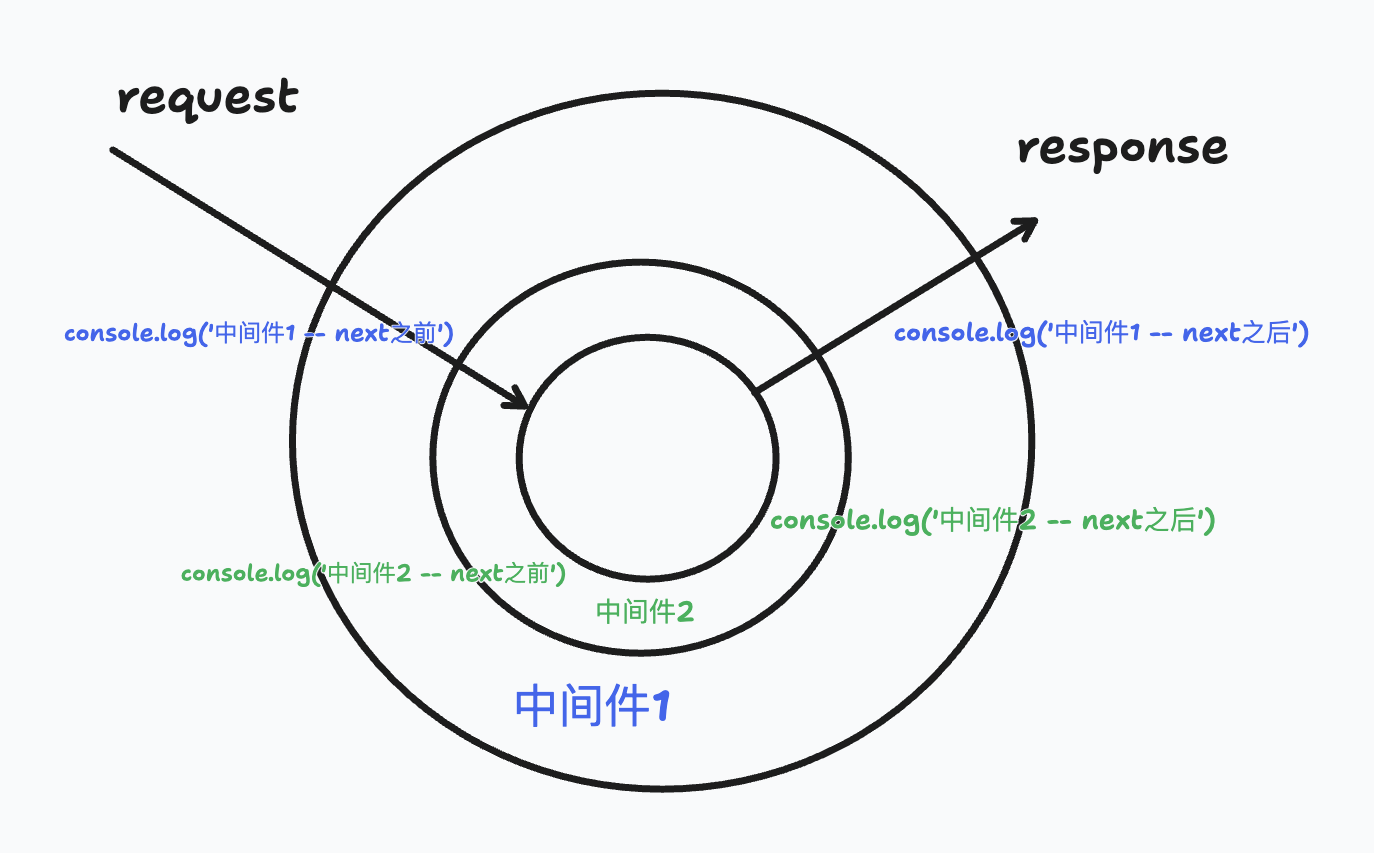 request
response
console.log('中间件1 -- next之前')
console.log('中间件1 -- next之后')
console.log('中间件2 -- next之后')
console.log('中间件2 -- next之前')
中间件2
中间件1